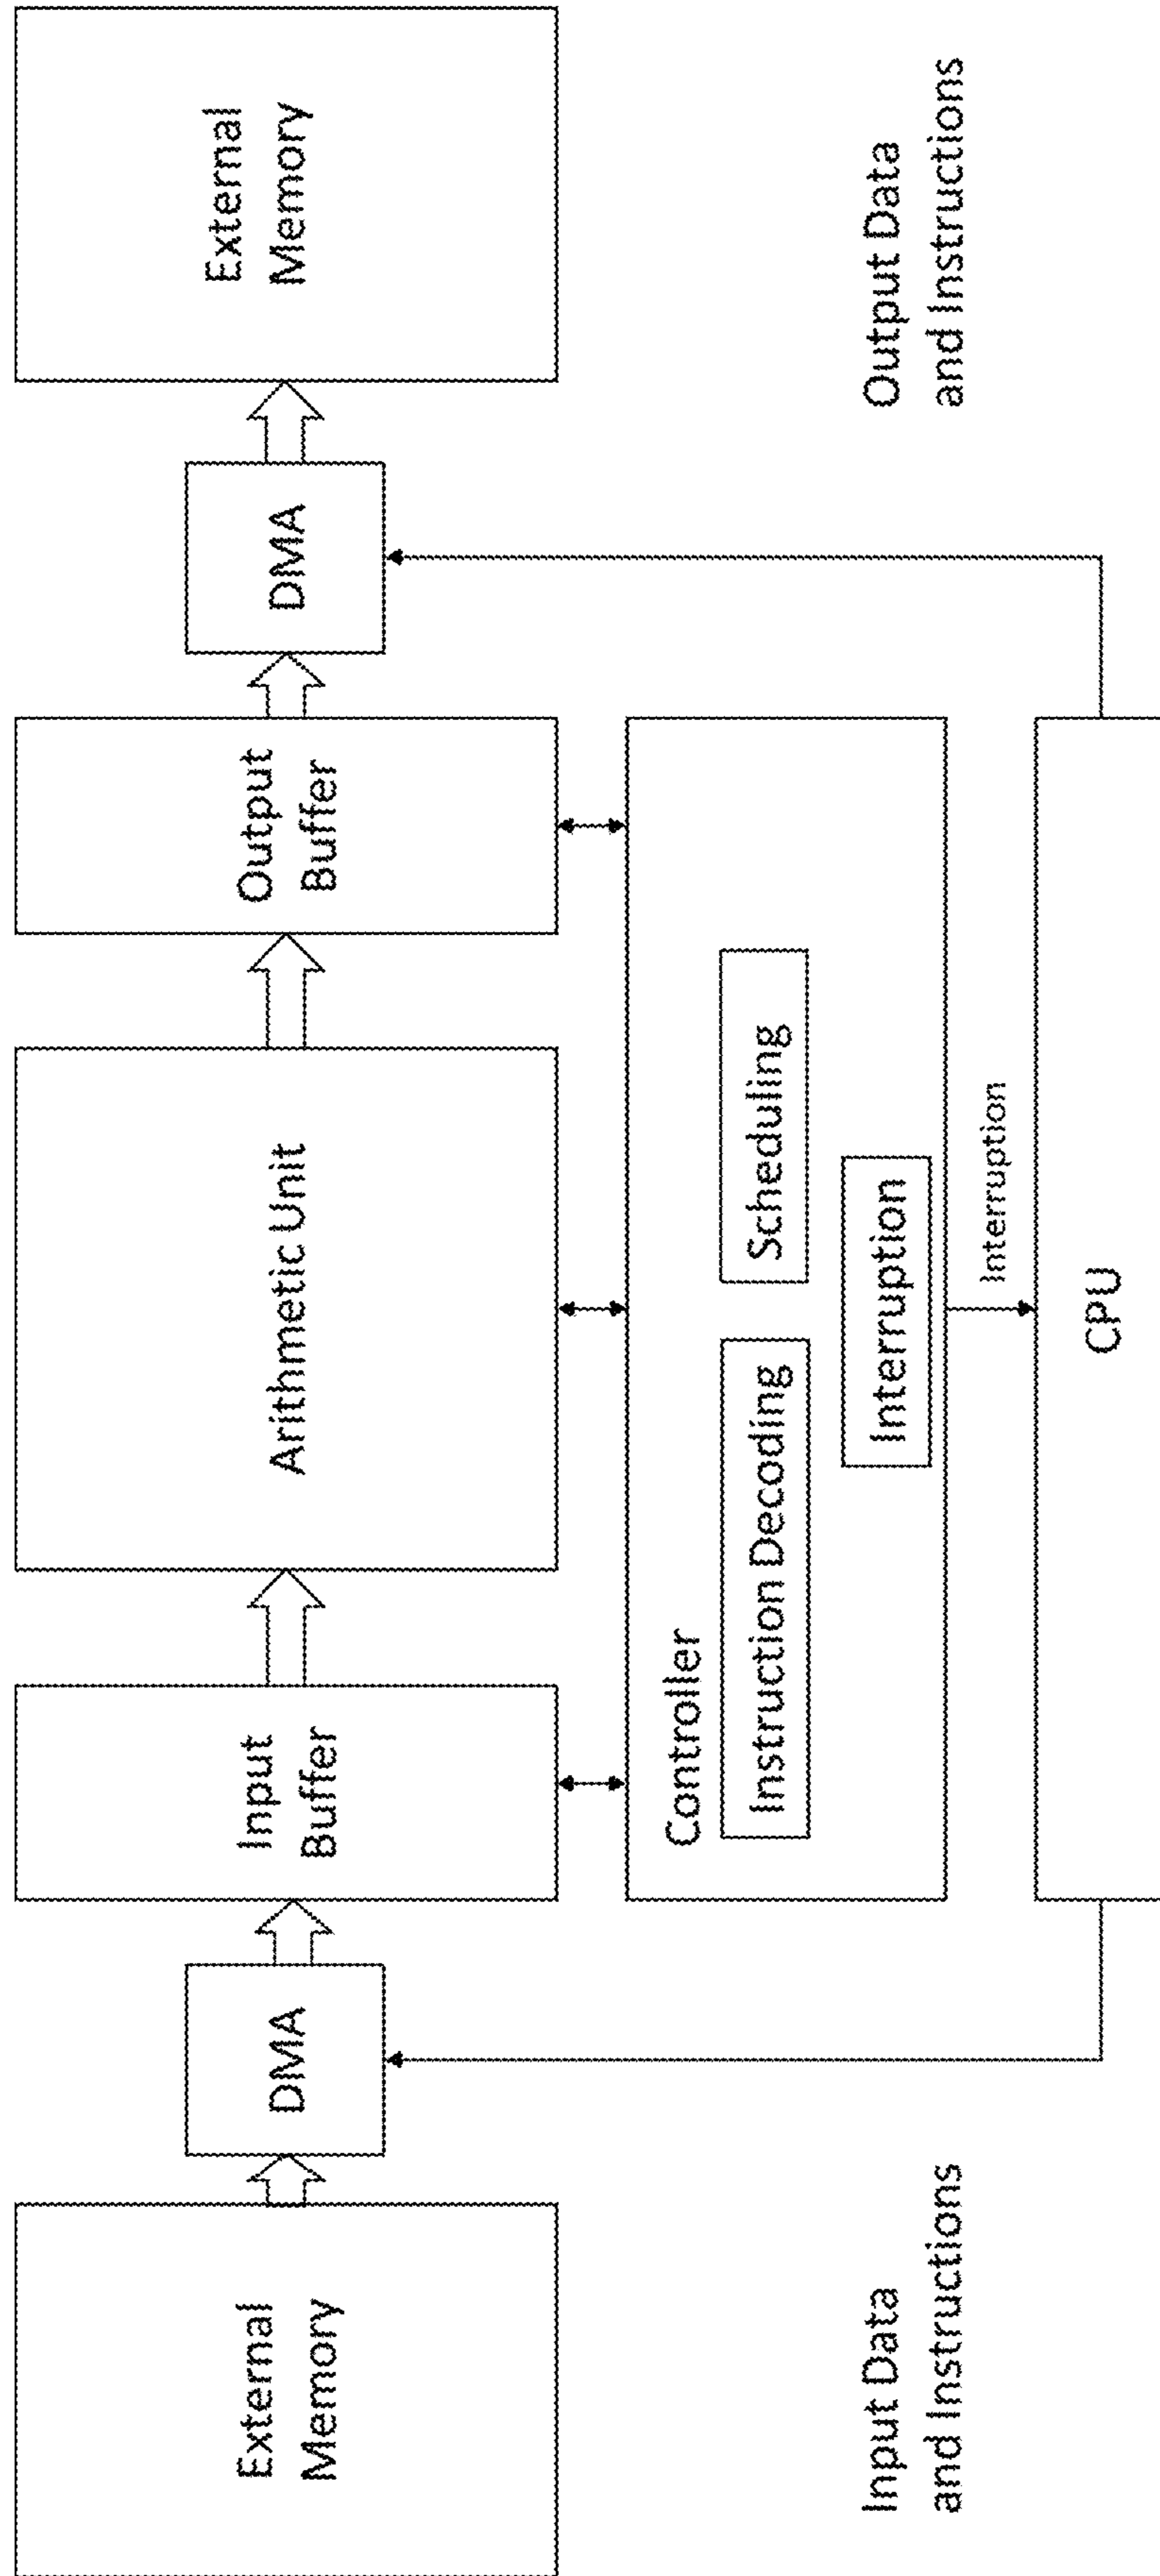 External
Memory
DMA
Input
Buffer
Arithmetic Unit
Output
Buffer
DMA
External
Memory
Controller
Instruction Decoding
Scheduling
Interruption
Interruption
CPU
Input Data
and Instructions
Output Data
and Instructions